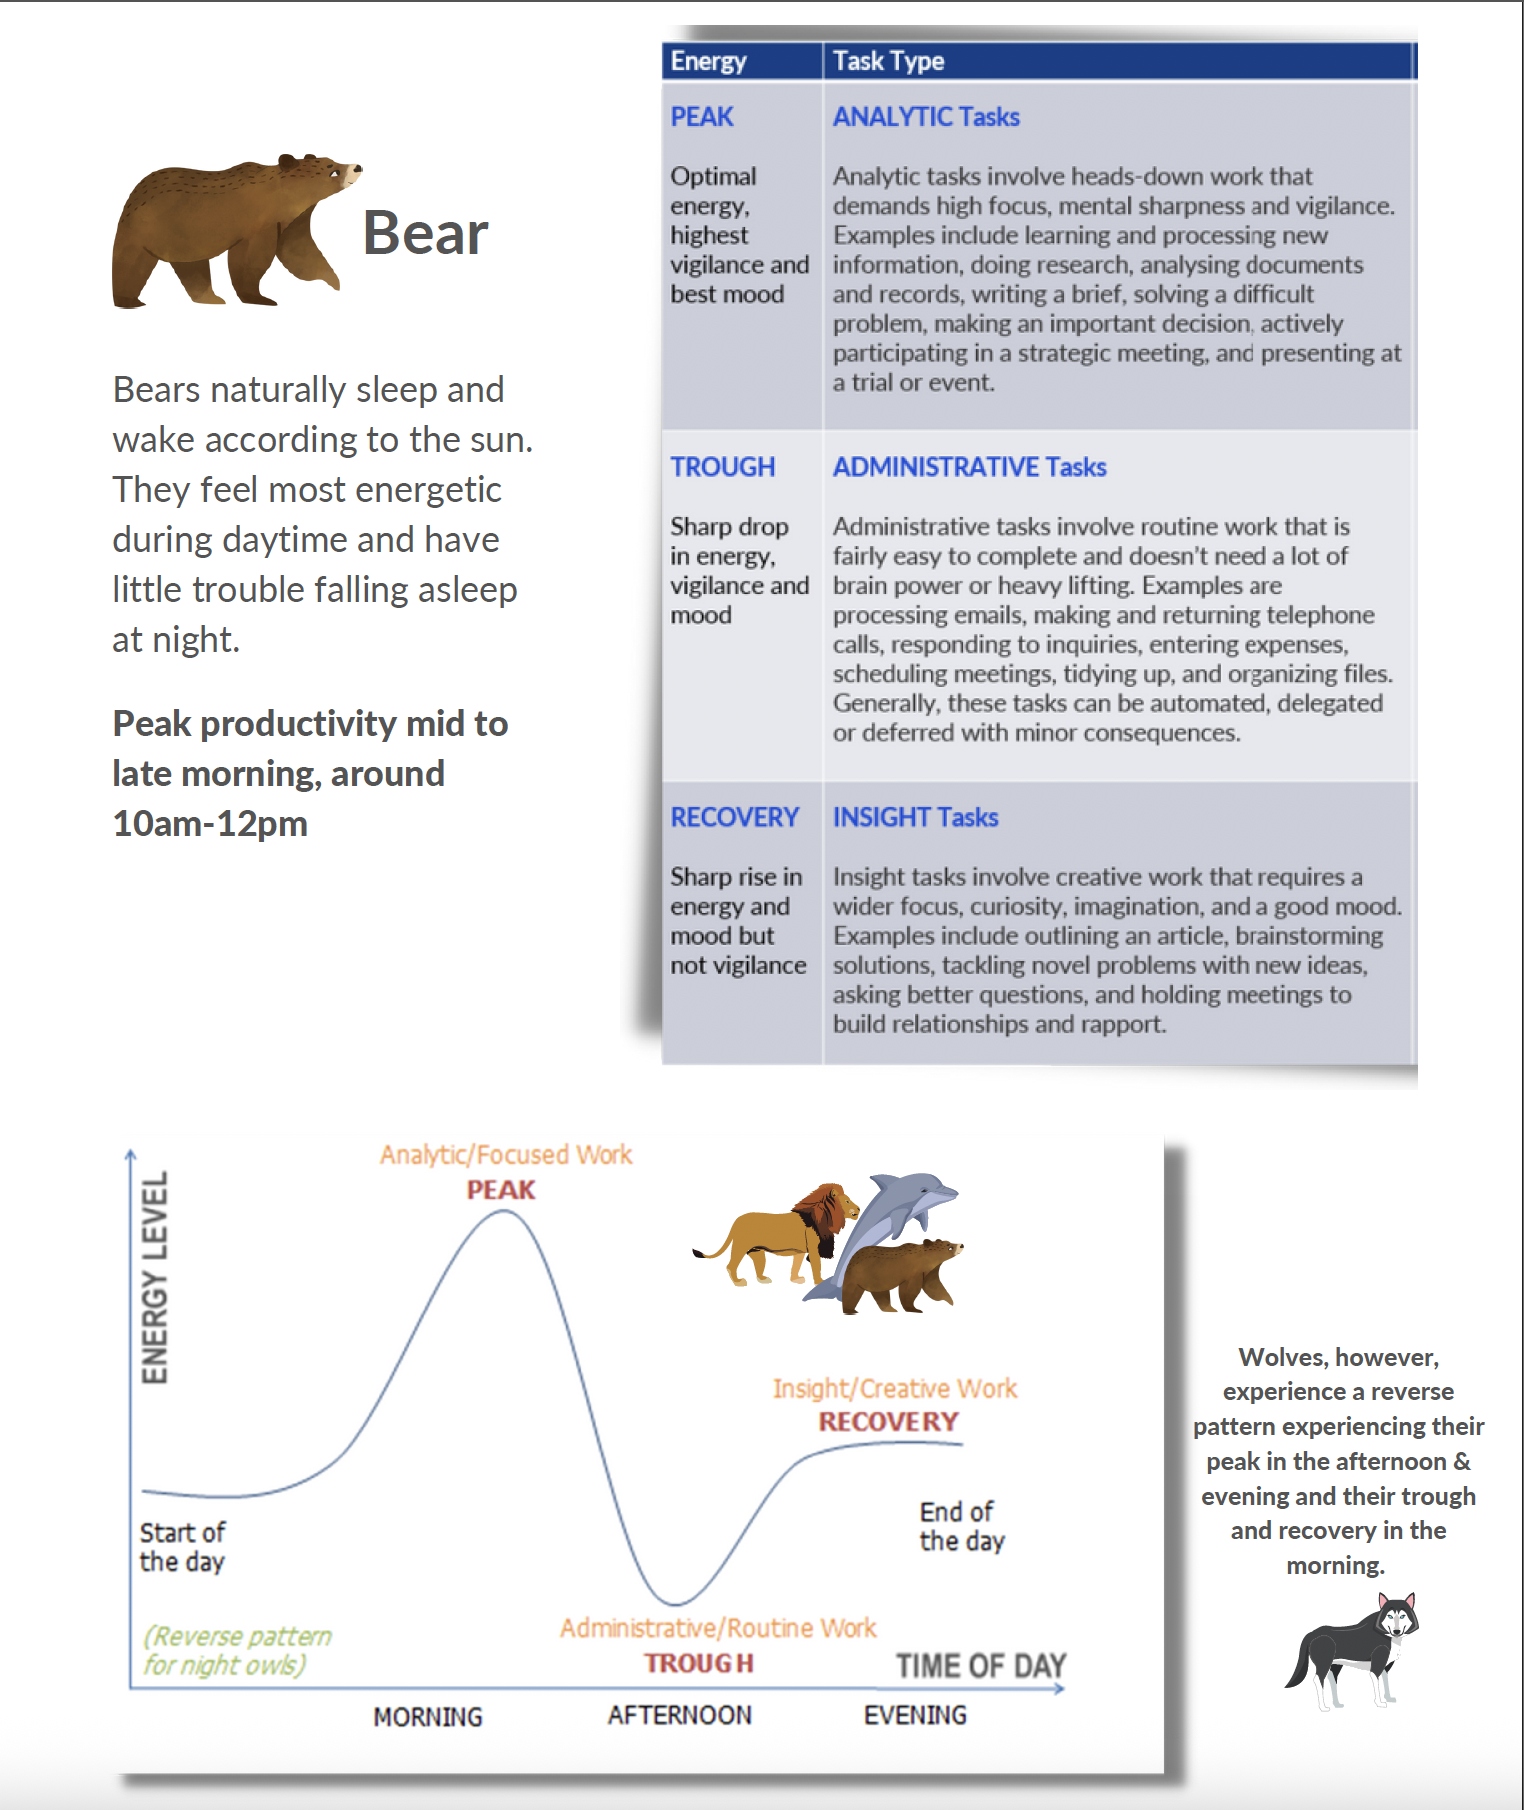 Bear
Bears naturally sleep and
wake according to the sun.
They feel most energetic
during daytime and have
little trouble falling asleep
at night.
Peak productivity mid to
late morning, around
10am-12pm
Energy
Task Type
PEAK
ANALYTIC Tasks
Optimal
energy,
highest
vigilance and
best mood
Analytic tasks involve heads-down work that
demands high focus, mental sharpness and vigilance.
Examples include learning and processing new
information, doing research, analysing documents
and records, writing a brief, solving a difficult
problem, making an important decision, actively
participating in a strategic meeting, and presenting at
a trial or event.
TROUGH
ADMINISTRATIVE Tasks
Sharp drop
in energy,
vigilance and
mood
Administrative tasks involve routine work that is
fairly easy to complete and doesn't need a lot of
brain power or heavy lifting. Examples are
processing emails, making and returning telephone
calls, responding to inquiries, entering expenses,
scheduling meetings, tidying up, and organizing files.
Generally, these tasks can be automated, delegated
or deferred with minor consequences.
RECOVERY
INSIGHT Tasks
Sharp rise in
energy and
mood but
not vigilance
Insight tasks involve creative work that requires a
wider focus, curiosity, imagination, and a good mood.
Examples include outlining an article, brainstorming
solutions, tackling novel problems with new ideas,
asking better questions, and holding meetings to
build relationships and rapport.
ENERGY LEVEL
Analytic/Focused Work
PEAK
Insight/Creative Work
RECOVERY
Start of
the day
End of
the day
(Reverse pattern
for night owls)
Administrative/Routine Work
TROUGH
TIME OF DAY
MORNING
AFTERNOON
EVENING
Wolves, however,
experience a reverse
pattern experiencing their
peak in the afternoon &
evening and their trough
and recovery in the
morning.